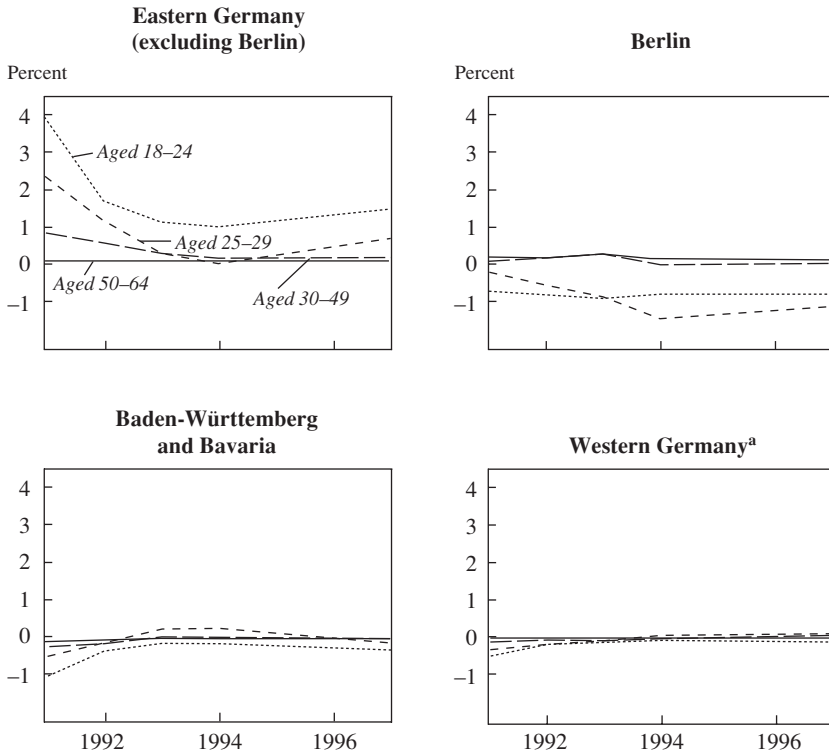 Eastern Germany
(excluding Berlin)
Berlin
Percent
Percent
4
3
2
1
0
–1
Aged 18–24
Aged 25–29
Aged 50–64
Aged 30–49
4
3
2
1
0
–1
Baden-Württemberg
and Bavaria
Western Germanyᵃ
4
3
2
1
0
–1
1992 1994 1996
4
3
2
1
0
–1
1992 1994 1996